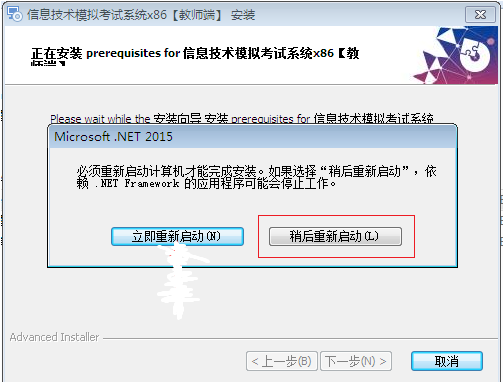 信息技术模拟考试系统x86【教师端】 安装
正在安装 prerequisites for 信息技术模拟考试系统x86【教
师端】
Please wait while the 安装向导 安装 prerequisites for 信息技术模拟考试系统
Microsoft .NET 2015
必须重新启动计算机才能完成安装。如果选择“稍后重新启动”，依
赖 .NET Framework 的应用程序可能会停止工作。
立即重新启动(N)
稍后重新启动(L)
Advanced Installer
< 上一步(B)
下一步(N) >
取消